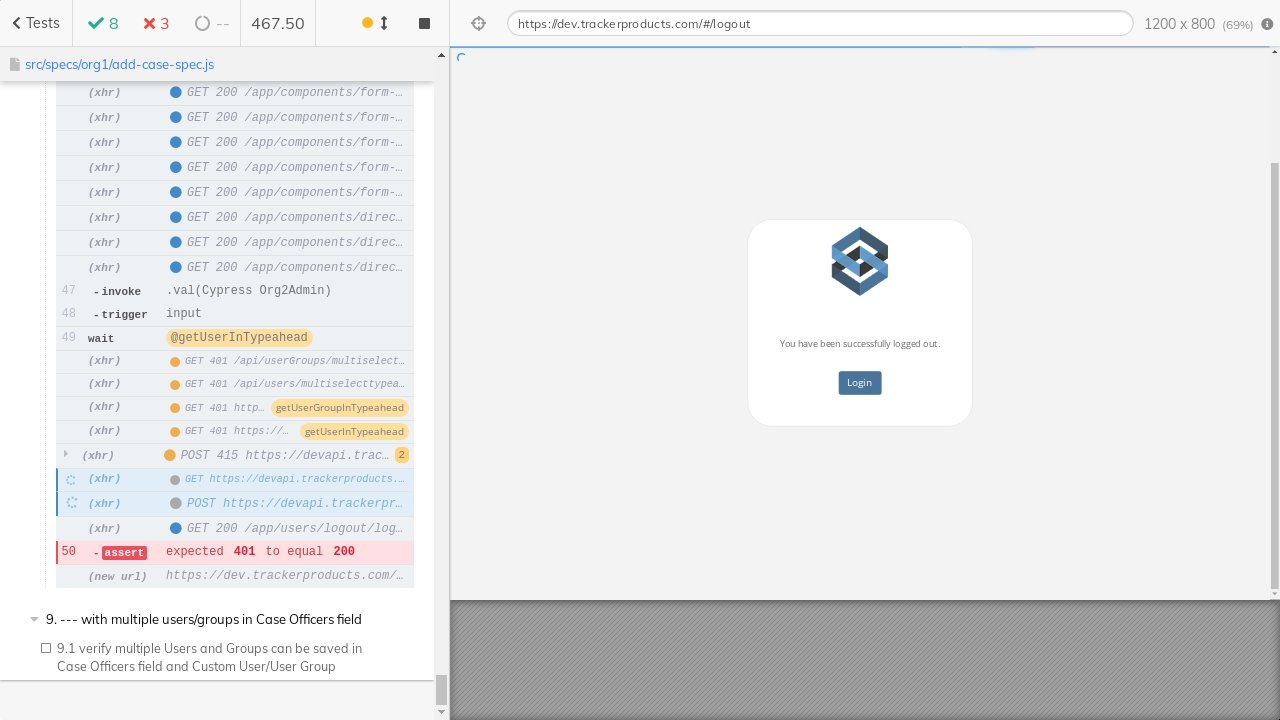 Tests
8
3
--
467.50
https://dev.trackerproducts.com/#/logout
1200 x 800 (69%)
src/specs/org1/add-case-spec.js
(xhr) GET 200 /app/components/form-…
(xhr) GET 200 /app/components/form-…
(xhr) GET 200 /app/components/form-…
(xhr) GET 200 /app/components/form-…
(xhr) GET 200 /app/components/form-…
(xhr) GET 200 /app/components/direc…
(xhr) GET 200 /app/components/direc…
(xhr) GET 200 /app/components/direc…
47 -invoke .val(Cypress Org2Admin)
48 -trigger input
49 wait @getUserInTypeahead
(xhr) GET 401 /api/userGroups/multiselect…
(xhr) GET 401 /api/users/multiselecttypea…
(xhr) GET 401 http… getUserGroupInTypeahead
(xhr) GET 401 https://… getUserInTypeahead
(xhr) POST 415 https://devapi.trac… 2
(xhr) GET https://devapi.trackerproducts.…
(xhr) POST https://devapi.trackerpr…
(xhr) GET 200 /app/users/logout/log…
50 -assert expected 401 to equal 200
(new url) https://dev.trackerproducts.com/…
9. --- with multiple users/groups in Case Officers field
9.1 verify multiple Users and Groups can be saved in
Case Officers field and Custom User/User Group
You have been successfully logged out.
Login